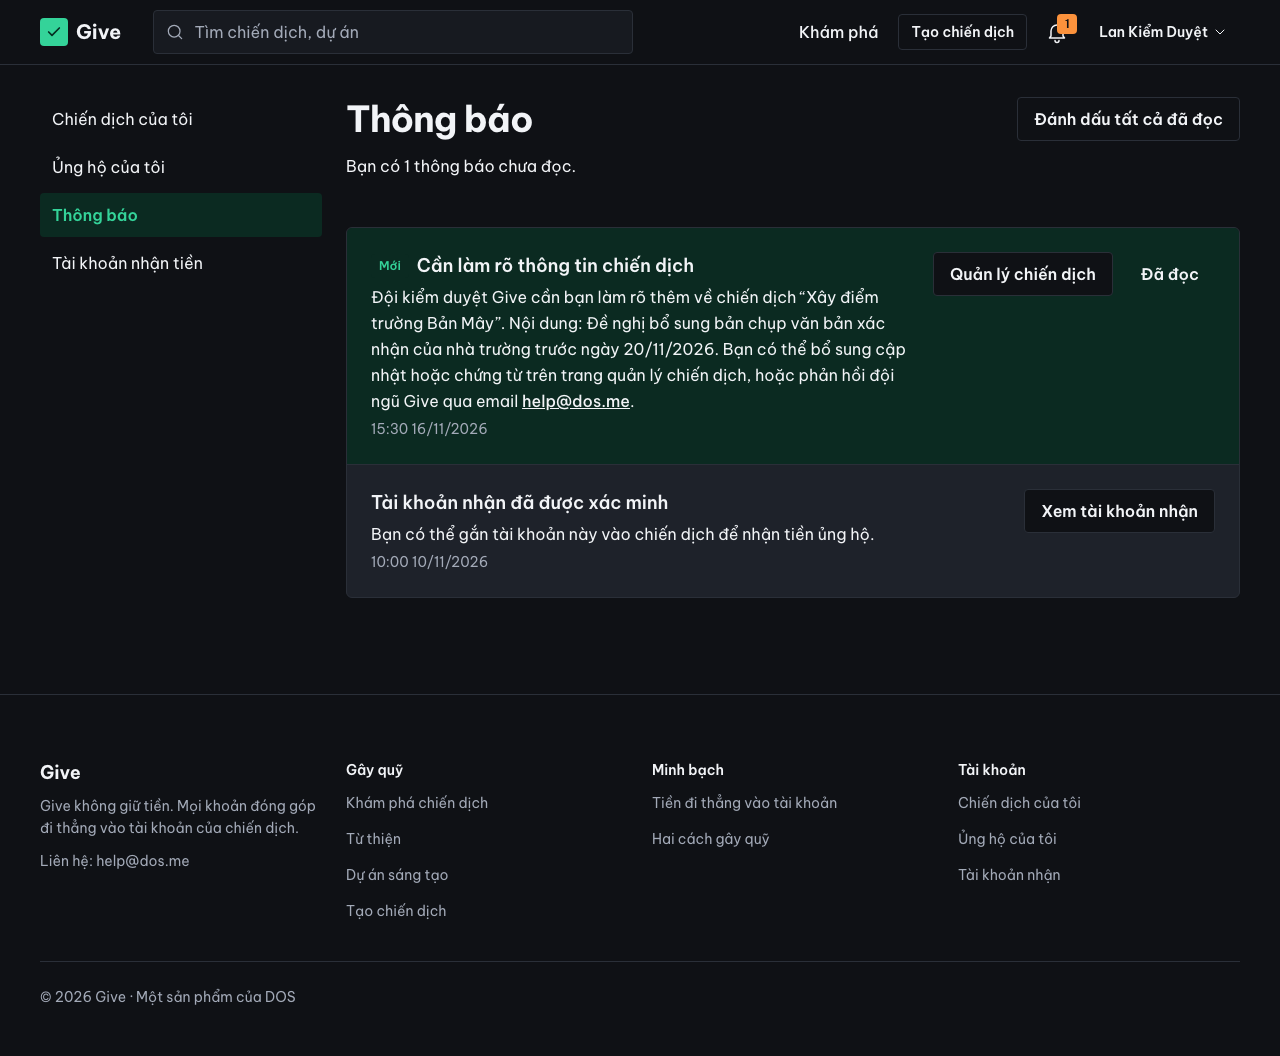 Give
Tìm chiến dịch, dự án
Khám phá
Tạo chiến dịch
1
Lan Kiểm Duyệt
Chiến dịch của tôi
Ủng hộ của tôi
Thông báo
Tài khoản nhận tiền
Thông báo
Đánh dấu tất cả đã đọc
Bạn có 1 thông báo chưa đọc.
Mới
Cần làm rõ thông tin chiến dịch
Đội kiểm duyệt Give cần bạn làm rõ thêm về chiến dịch “Xây điểm
trường Bản Mây”. Nội dung: Đề nghị bổ sung bản chụp văn bản xác
nhận của nhà trường trước ngày 20/11/2026. Bạn có thể bổ sung cập
nhật hoặc chứng từ trên trang quản lý chiến dịch, hoặc phản hồi đội
ngũ Give qua email help@dos.me.
15:30 16/11/2026
Quản lý chiến dịch
Đã đọc
Tài khoản nhận đã được xác minh
Bạn có thể gắn tài khoản này vào chiến dịch để nhận tiền ủng hộ.
10:00 10/11/2026
Xem tài khoản nhận
Give
Give không giữ tiền. Mọi khoản đóng góp
đi thẳng vào tài khoản của chiến dịch.
Liên hệ: help@dos.me
Gây quỹ
Khám phá chiến dịch
Từ thiện
Dự án sáng tạo
Tạo chiến dịch
Minh bạch
Tiền đi thẳng vào tài khoản
Hai cách gây quỹ
Tài khoản
Chiến dịch của tôi
Ủng hộ của tôi
Tài khoản nhận
© 2026 Give · Một sản phẩm của DOS